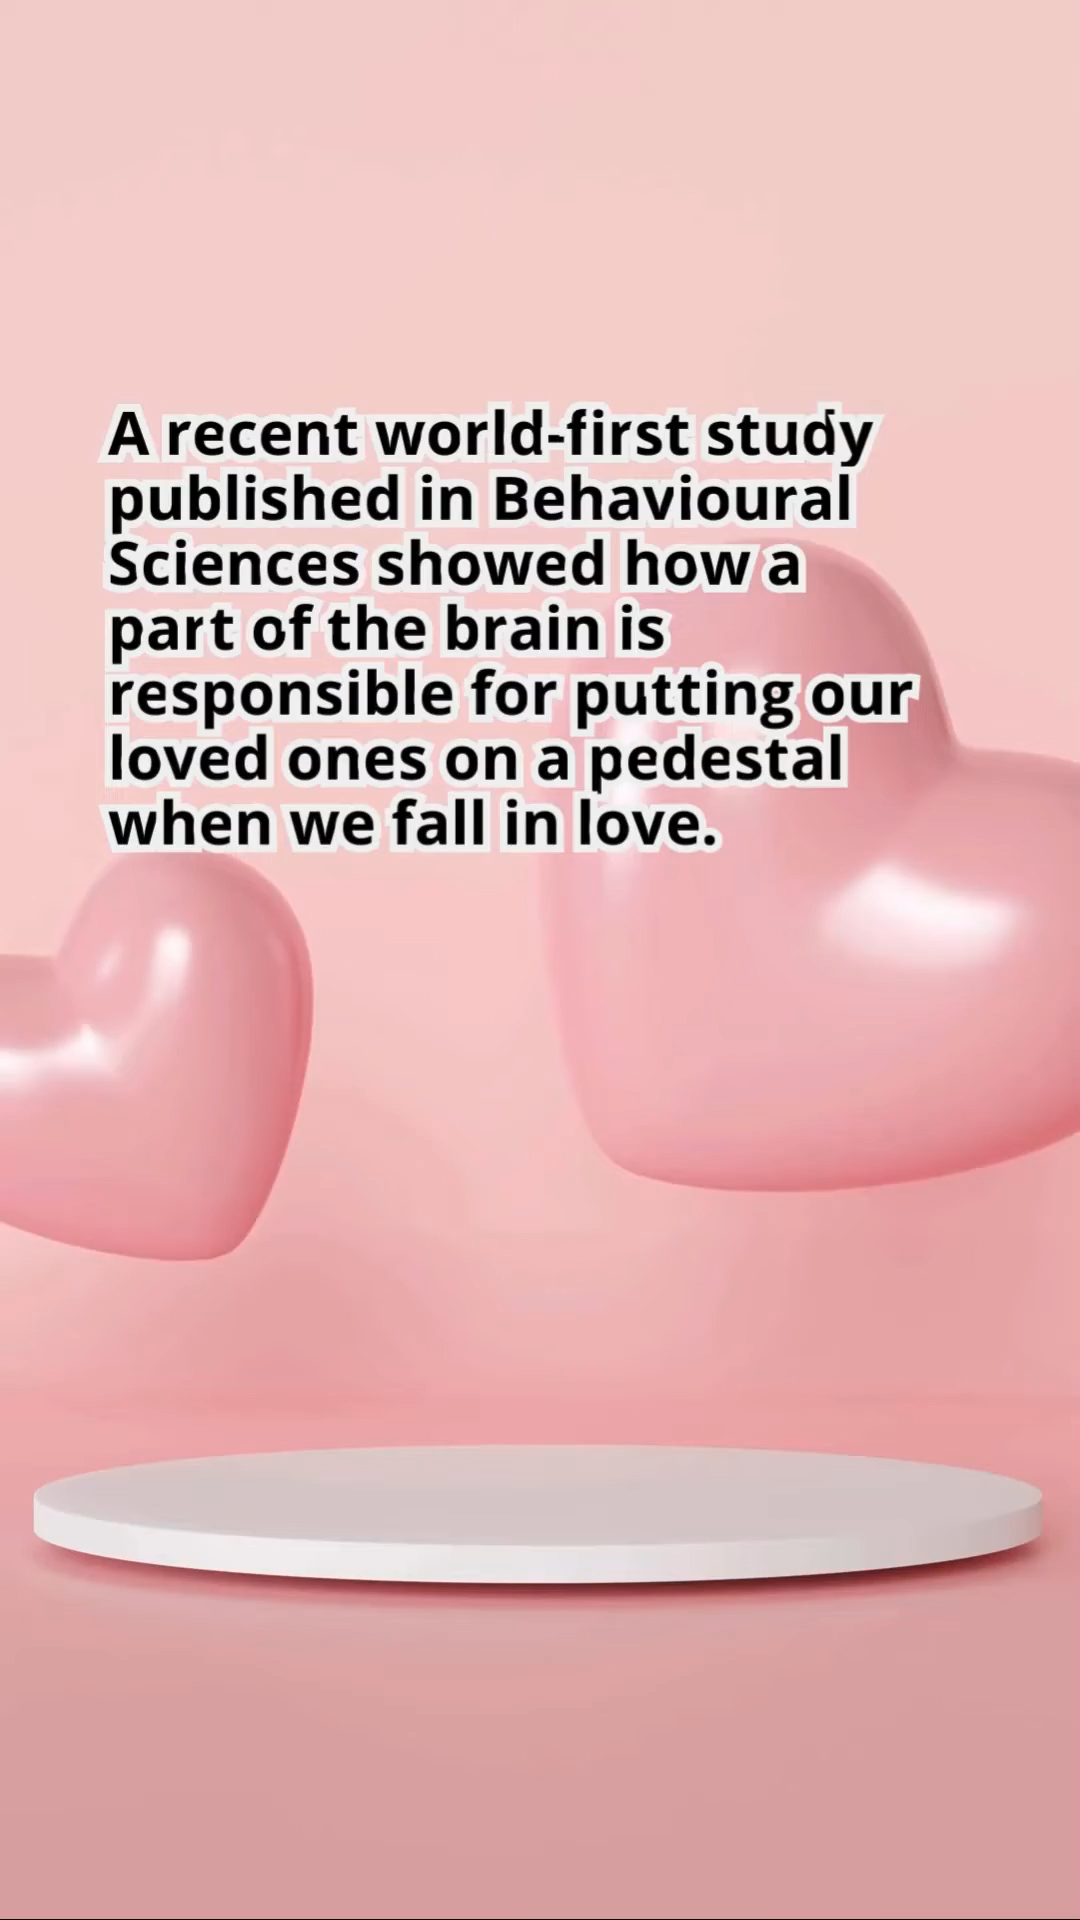 A recent world-first study
published in Behavioural
Sciences showed how a
part of the brain is
responsible for putting our
loved ones on a pedestal
when we fall in love.